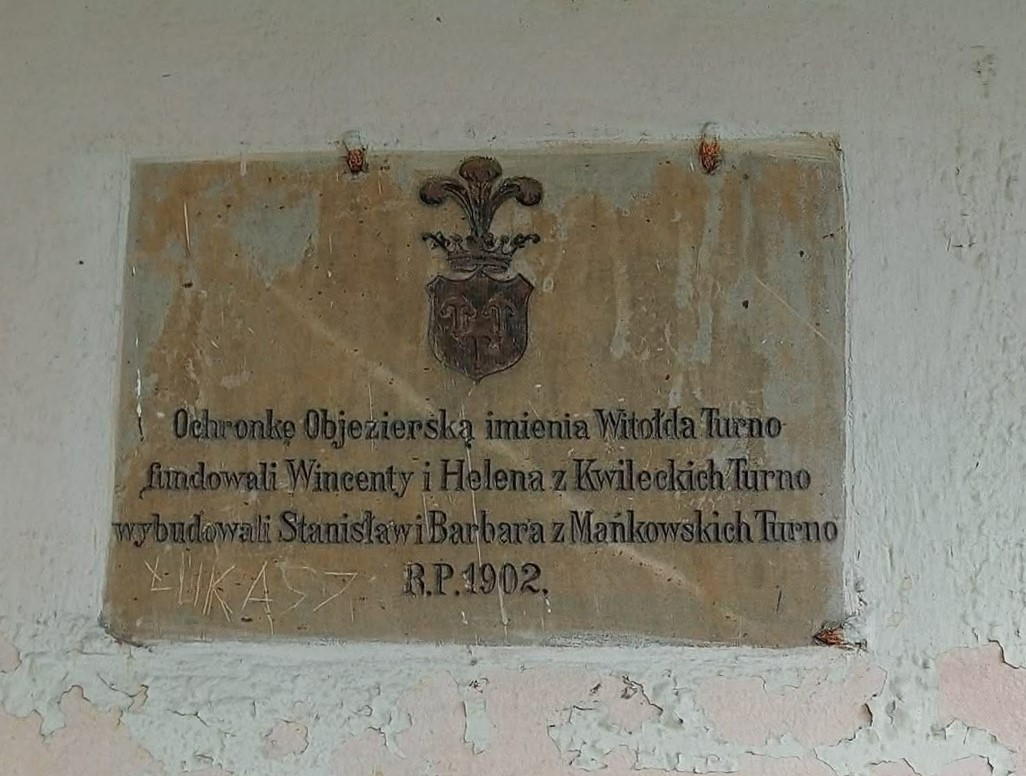 Ochronkę Objezierską imienia Witołda Turno
fundowali Wincenty i Helena z Kwileckich Turno
wybudowali Stanisław i Barbara z Mańkowskich Turno
R.P. 1902.
ŁUKASZ